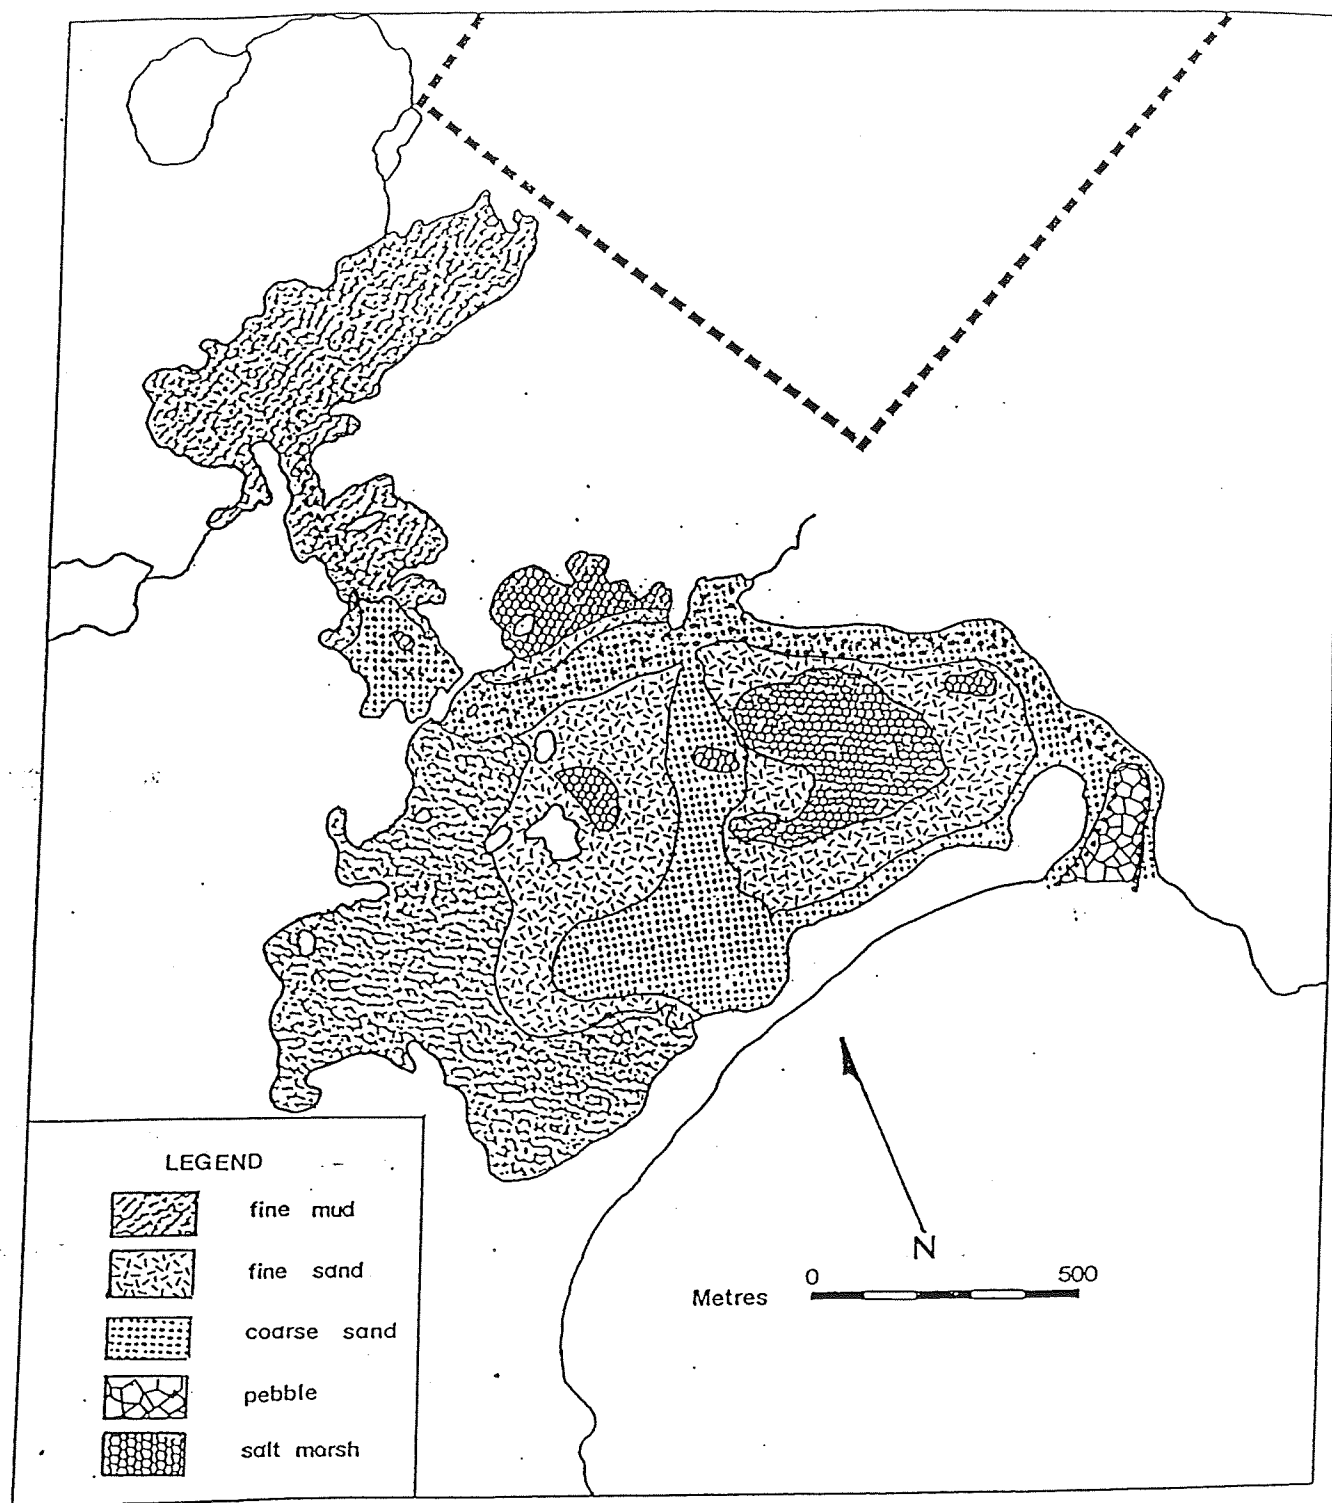 N
0 500
Metres
LEGEND
fine mud
fine sand
coarse sand
pebble
salt marsh